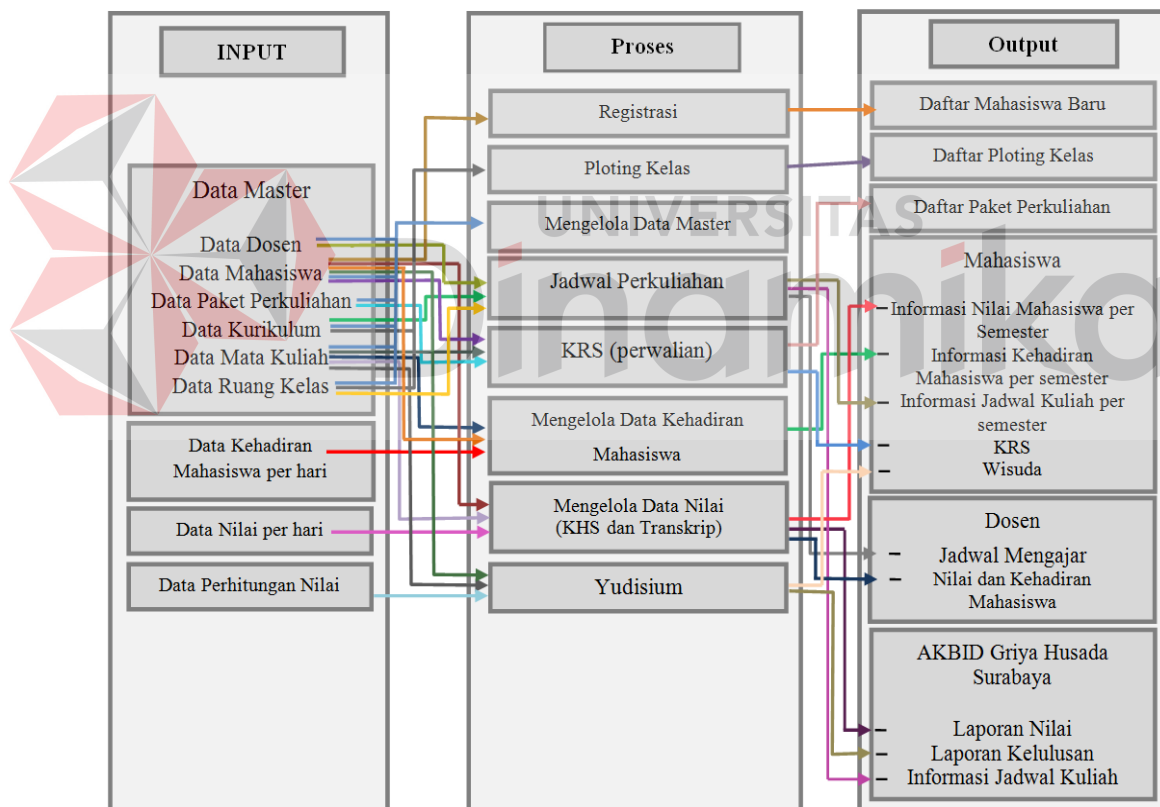 INPUT
Data Master
Data Dosen
Data Mahasiswa
Data Paket Perkuliahan
Data Kurikulum
Data Mata Kuliah
Data Ruang Kelas
Data Kehadiran
Mahasiswa per hari
Data Nilai per hari
Data Perhitungan Nilai
Proses
Registrasi
Ploting Kelas
Mengelola Data Master
Jadwal Perkuliahan
KRS (perwalian)
Mengelola Data Kehadiran
Mahasiswa
Mengelola Data Nilai
(KHS dan Transkrip)
Yudisium
Output
Daftar Mahasiswa Baru
Daftar Ploting Kelas
Daftar Paket Perkuliahan
Mahasiswa
– Informasi Nilai Mahasiswa per
Semester
– Informasi Kehadiran
Mahasiswa per semester
– Informasi Jadwal Kuliah per
semester
– KRS
– Wisuda
Dosen
– Jadwal Mengajar
– Nilai dan Kehadiran
Mahasiswa
AKBID Griya Husada
Surabaya
– Laporan Nilai
– Laporan Kelulusan
– Informasi Jadwal Kuliah
UNIVERSITAS
Dinamika